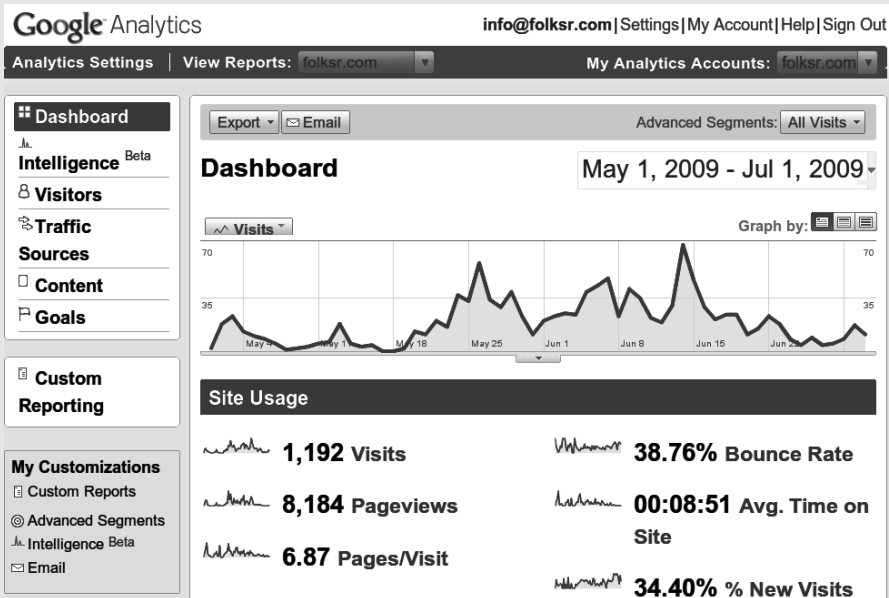 Google Analytics
info@folksr.com | Settings | My Account | Help | Sign Out
Analytics Settings | View Reports: folksr.com
My Analytics Accounts: folksr.com
Dashboard
Intelligence Beta
Visitors
Traffic
Sources
Content
Goals
Custom
Reporting
My Customizations
Custom Reports
Advanced Segments
Intelligence Beta
Email
Export
Email
Advanced Segments: All Visits
Dashboard
May 1, 2009 - Jul 1, 2009
Visits
Graph by:
70 70
35 35
May 4 May 1 May 18 May 25 Jun 1 Jun 8 Jun 15 Jun 22
Site Usage
1,192 Visits
8,184 Pageviews
6.87 Pages/Visit
38.76% Bounce Rate
00:08:51 Avg. Time on
Site
34.40% % New Visits